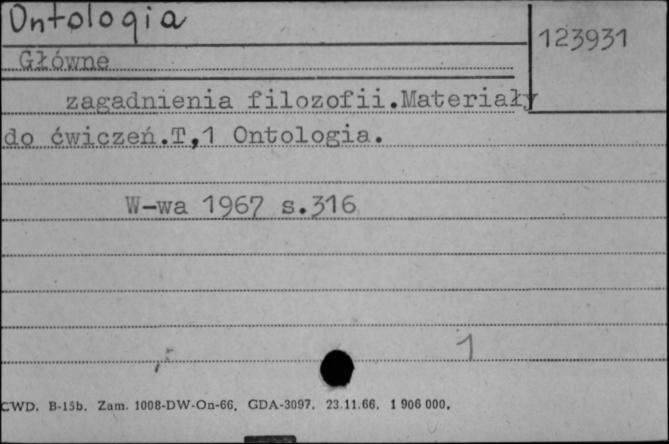 Ontologia
123931
Główne
zagadnienia filozofii.Materiały
do ćwiczeń.T,1 Ontologia.
W-wa 1967 s.316
1
CWD. B-15b. Zam. 1008-DW-On-66. GDA-3097. 23.11.66. 1 906 000.